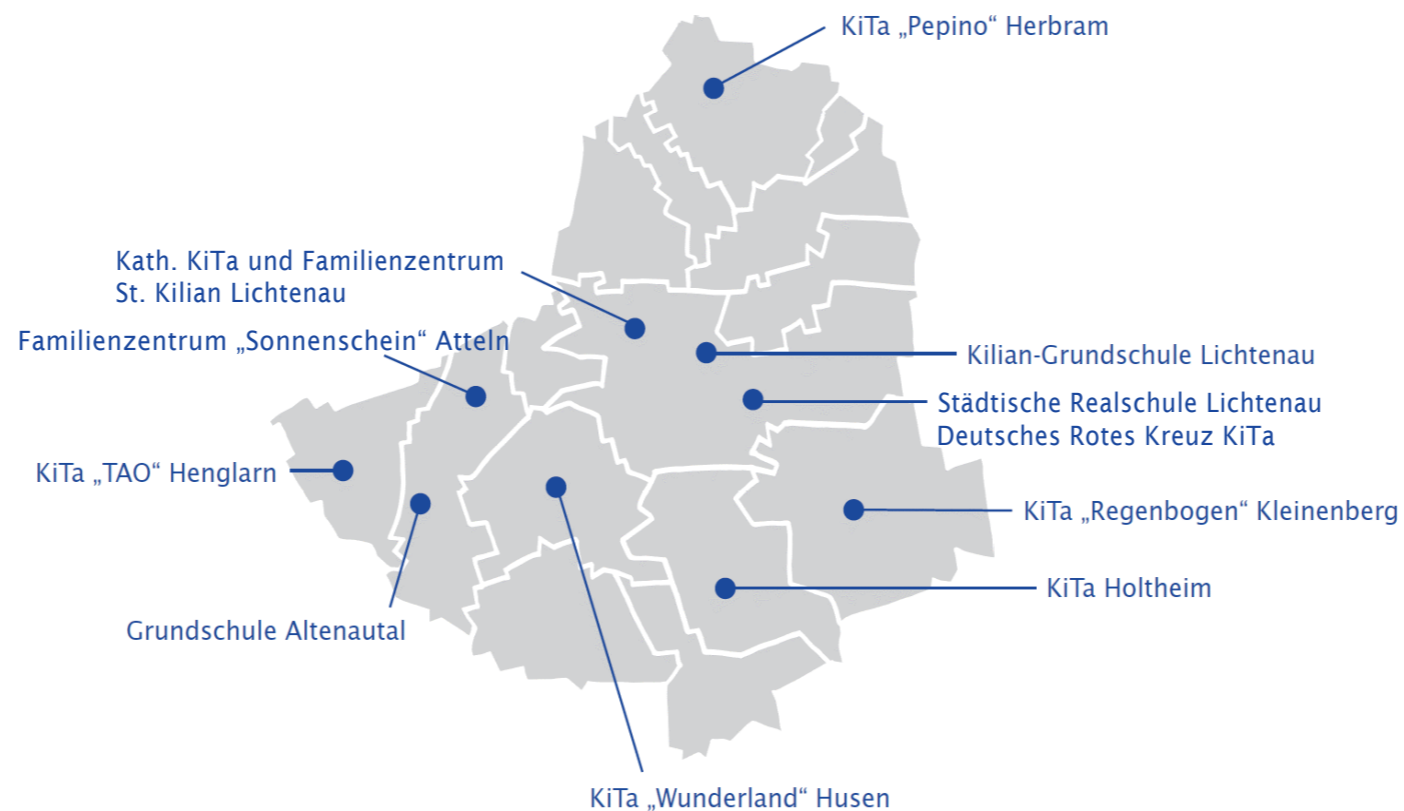 KiTa „Pepino“ Herbram
Kath. KiTa und Familienzentrum
St. Kilian Lichtenau
Familienzentrum „Sonnenschein“ Atteln
Kilian-Grundschule Lichtenau
Städtische Realschule Lichtenau
Deutsches Rotes Kreuz KiTa
KiTa „TAO“ Henglarn
KiTa „Regenbogen“ Kleinenberg
KiTa Holtheim
Grundschule Altenautal
KiTa „Wunderland“ Husen